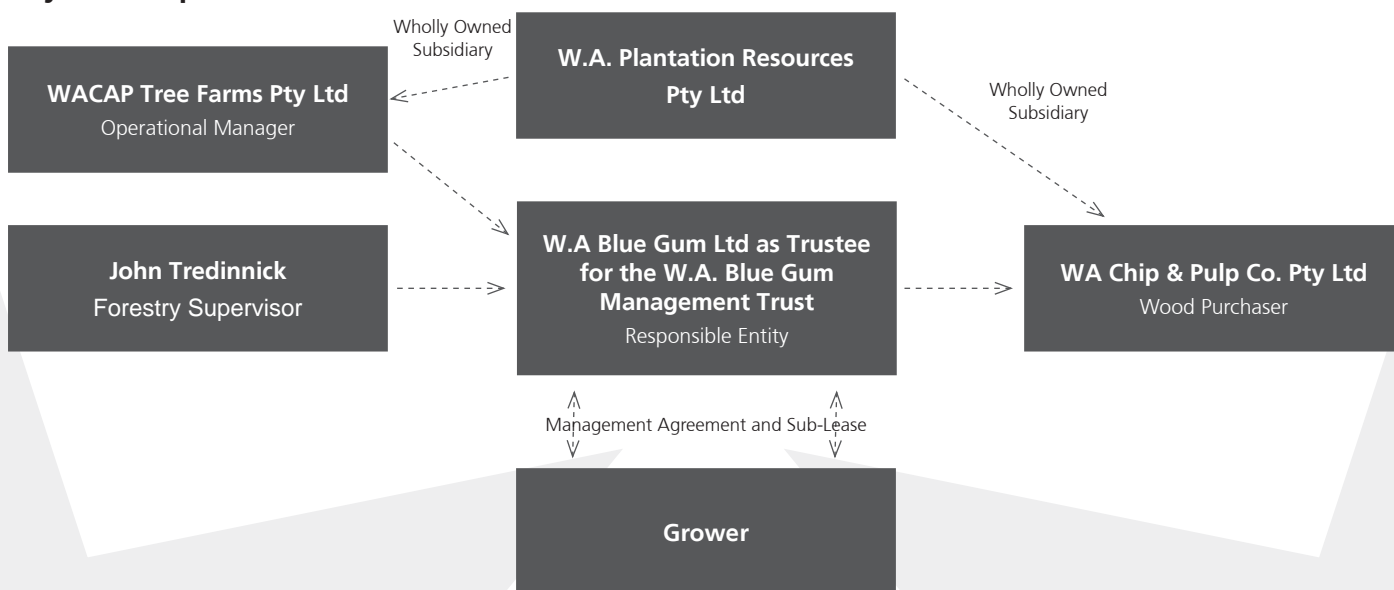 Wholly Owned
Subsidiary
W.A. Plantation Resources
Pty Ltd
WACAP Tree Farms Pty Ltd
Operational Manager
Wholly Owned
Subsidiary
John Tredinnick
Forestry Supervisor
W.A Blue Gum Ltd as Trustee
for the W.A. Blue Gum
Management Trust
Responsible Entity
WA Chip & Pulp Co. Pty Ltd
Wood Purchaser
Management Agreement and Sub-Lease
Grower